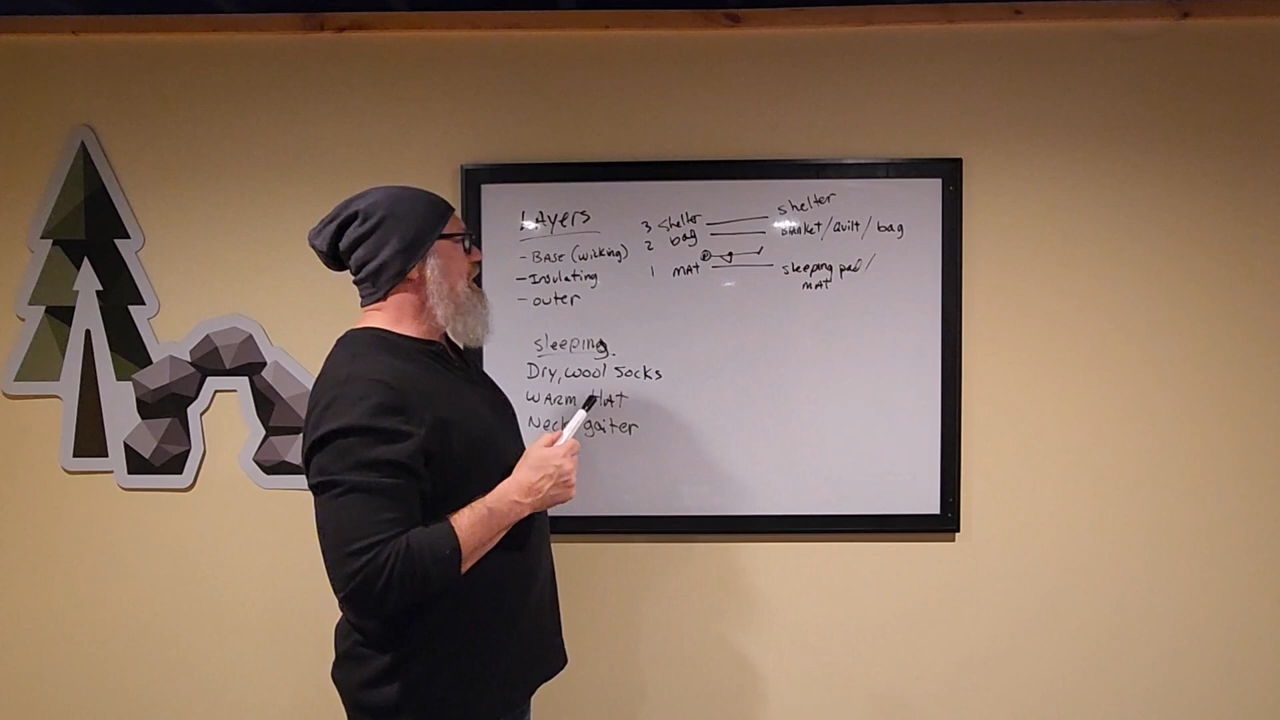 Layers
- BASE (wicking)
- Insulating
- outer
sleeping
Dry, wool socks
WARM HAT
Neck gaiter
3 shelter
2 bag
1 MAT
shelter
blanket/quilt/bag
sleeping pad/
MAT